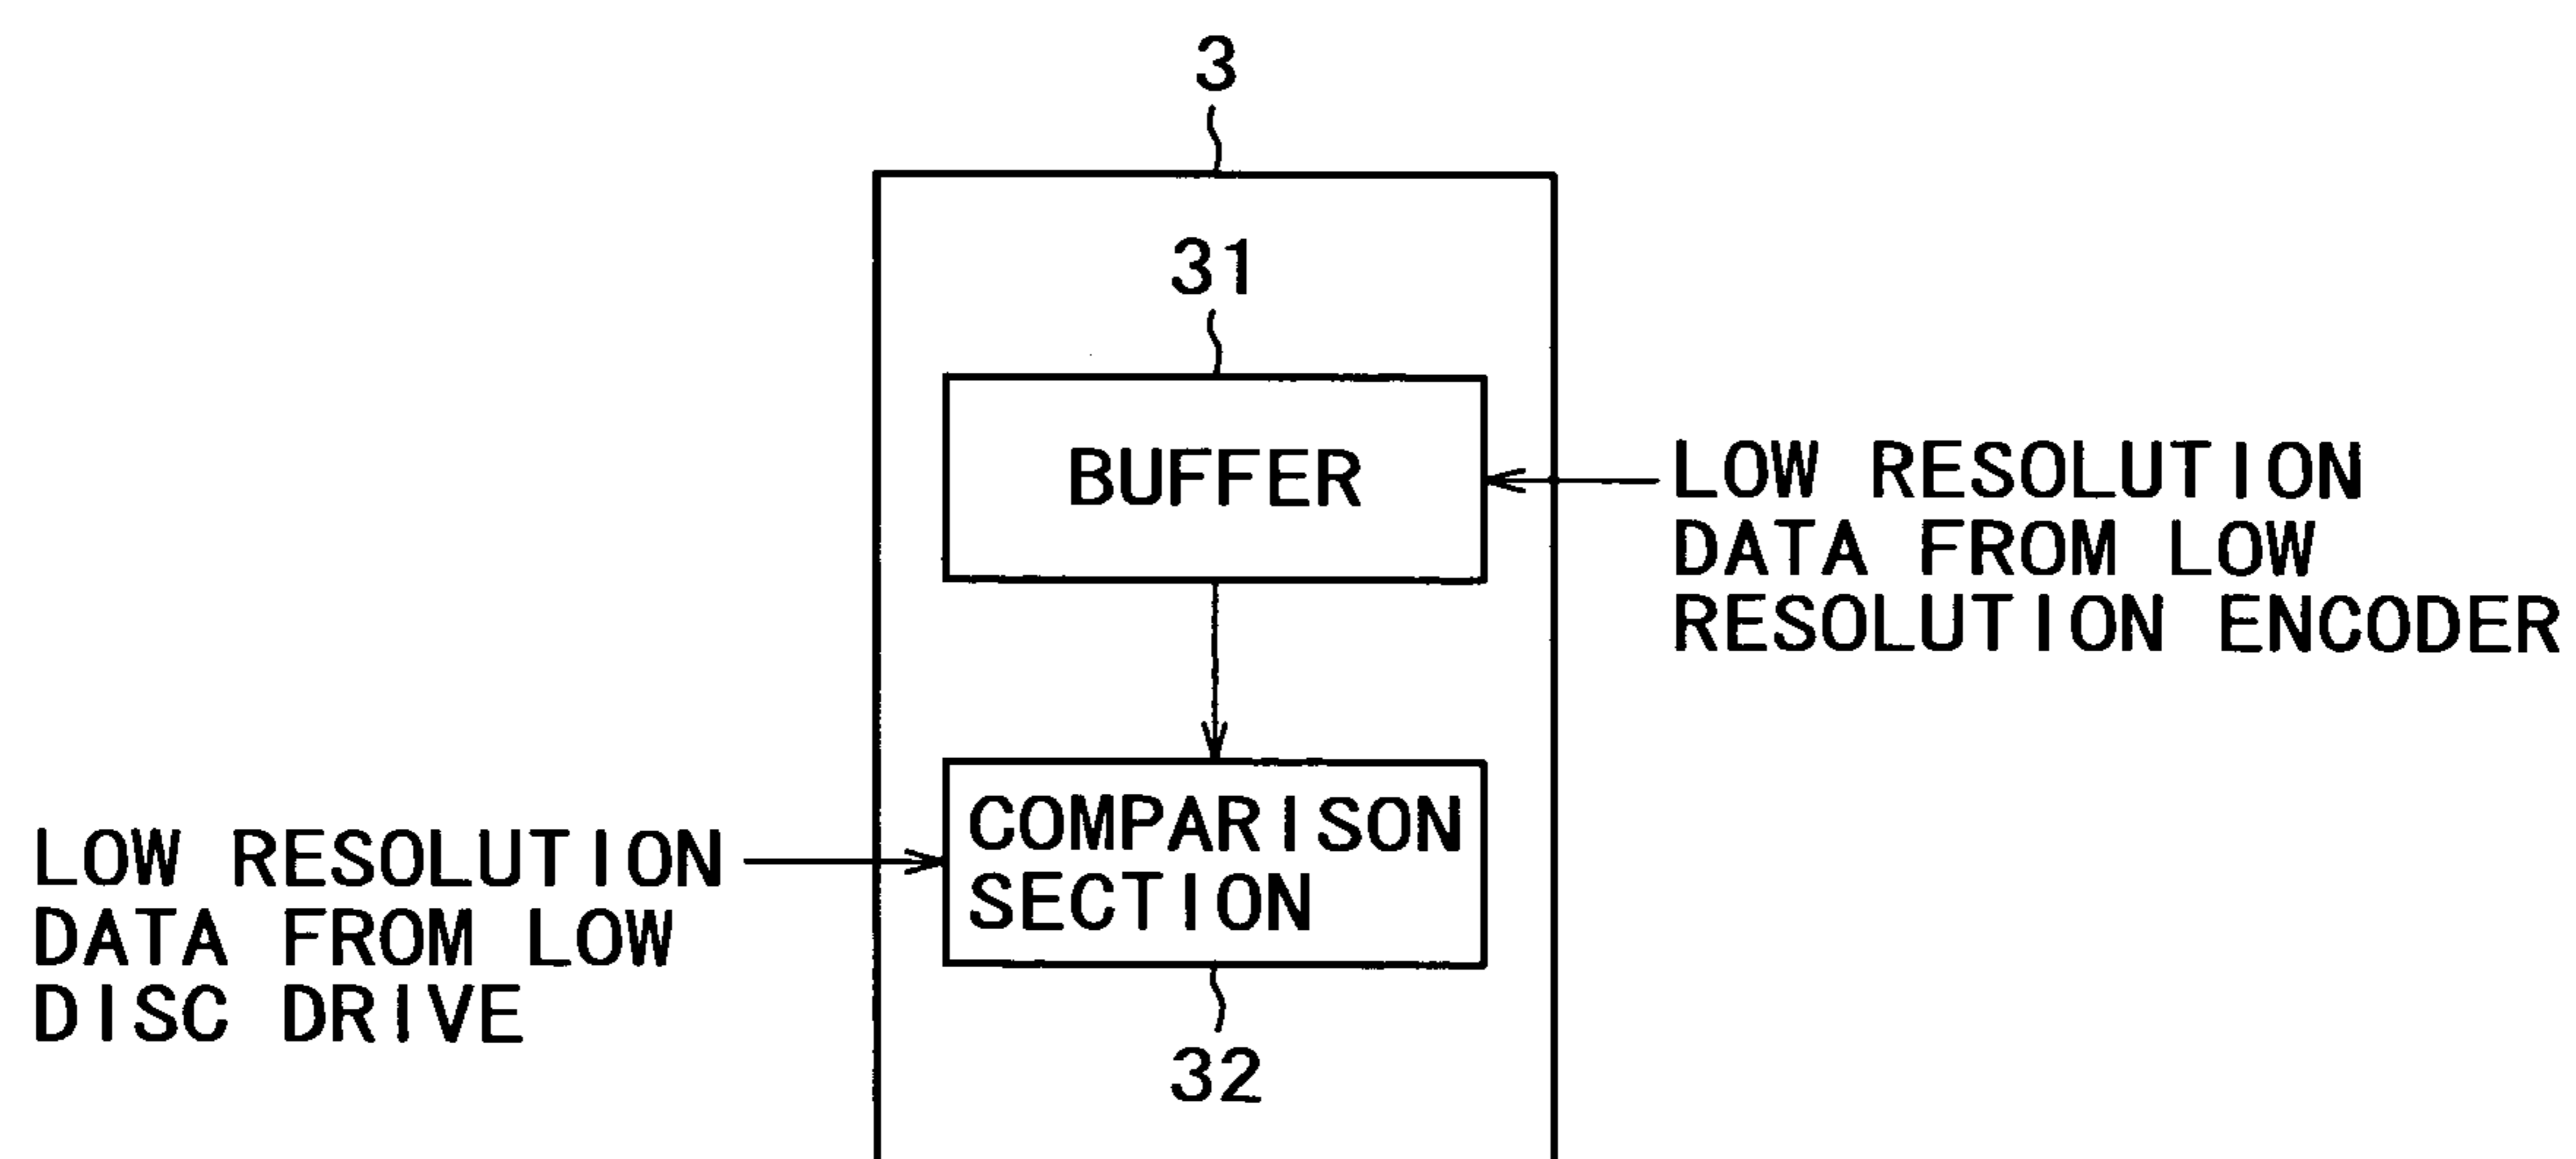 3
31
BUFFER
LOW RESOLUTION
DATA FROM LOW
RESOLUTION ENCODER
COMPARISON
SECTION
LOW RESOLUTION
DATA FROM LOW
DISC DRIVE
32